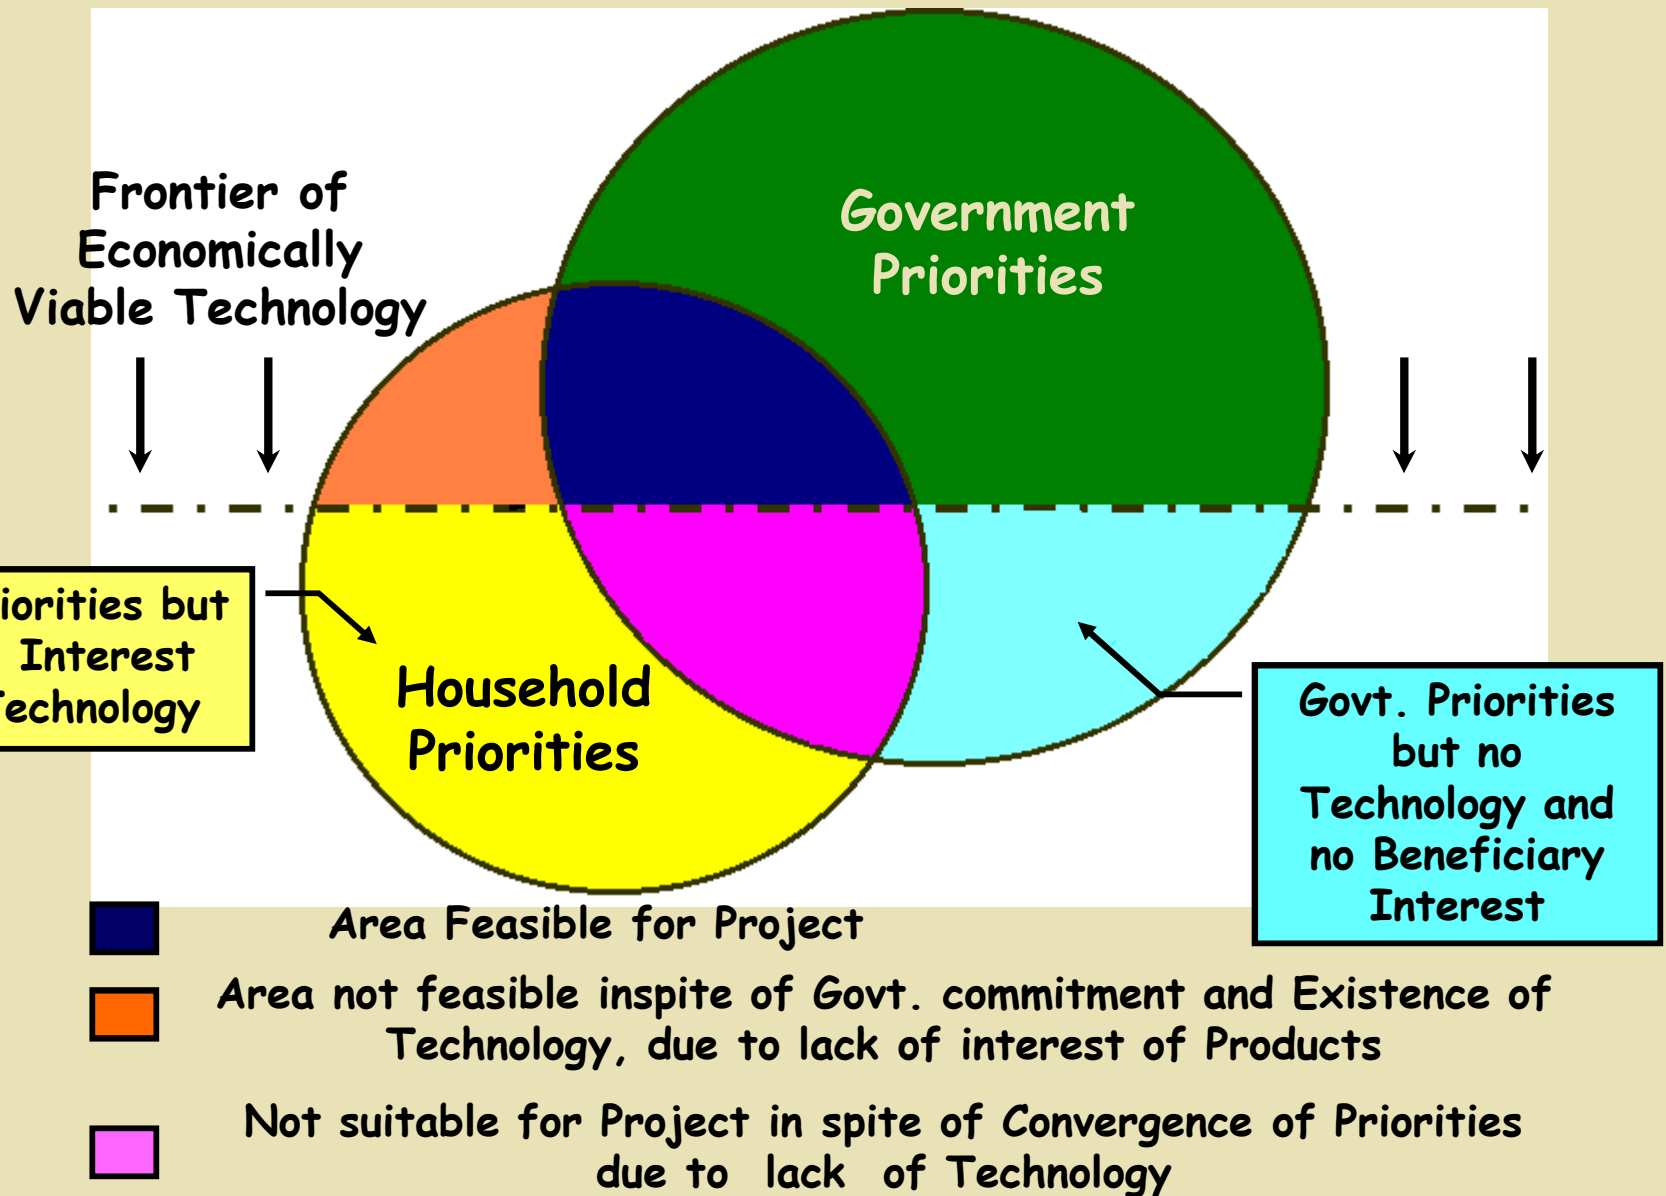 Frontier of
Economically
Viable Technology
Government
Priorities
iorities but
Interest
Technology
Household
Priorities
Govt. Priorities
but no
Technology and
no Beneficiary
Interest
Area Feasible for Project
Area not feasible inspite of Govt. commitment and Existence of
Technology, due to lack of interest of Products
Not suitable for Project in spite of Convergence of Priorities
due to lack of Technology